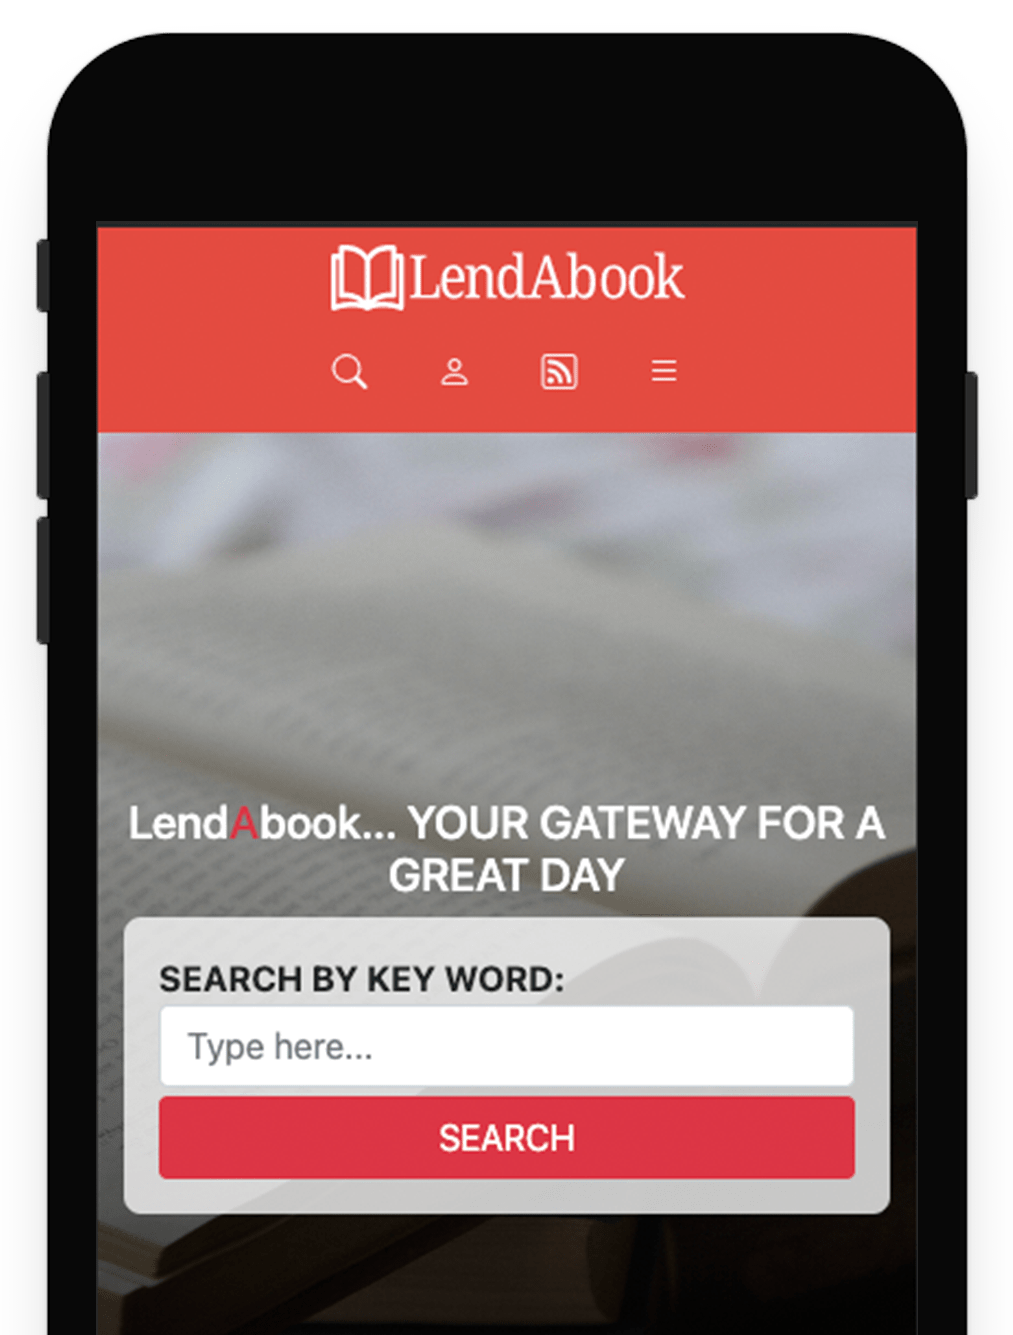 LendAbook
LendAbook... YOUR GATEWAY FOR A
GREAT DAY
SEARCH BY KEY WORD:
Type here...
SEARCH